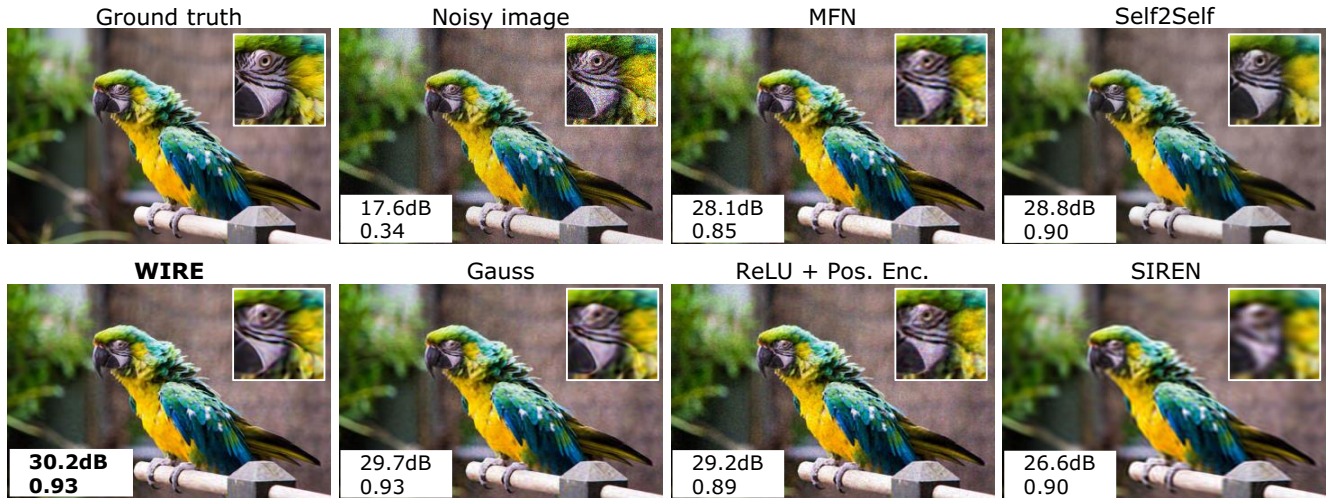 Ground truth
Noisy image
MFN
Self2Self
17.6dB
0.34
28.1dB
0.85
28.8dB
0.90
WIRE
Gauss
ReLU + Pos. Enc.
SIREN
30.2dB
0.93
29.7dB
0.93
29.2dB
0.89
26.6dB
0.90